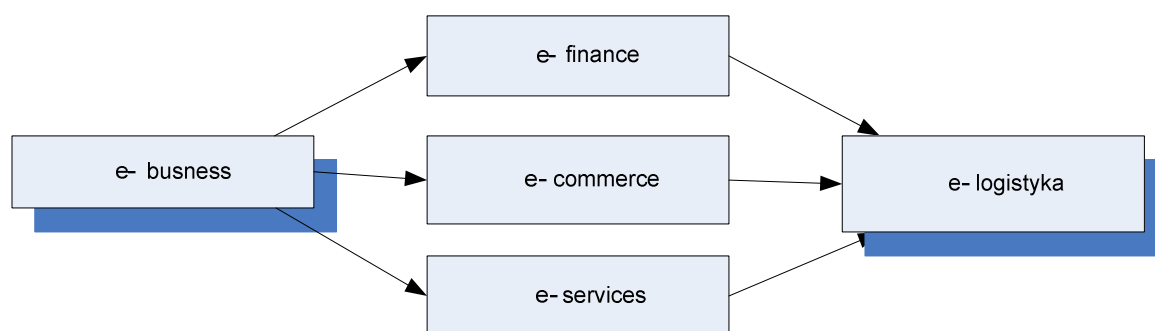 e- finance
e- busness
e- commerce
e- logistyka
e- services